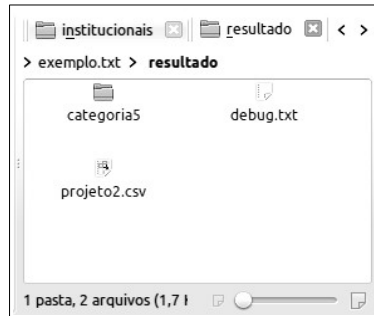 institucionais resultado < >
> exemplo.txt > resultado
categoria5 debug.txt
projeto2.csv
1 pasta, 2 arquivos (1,7